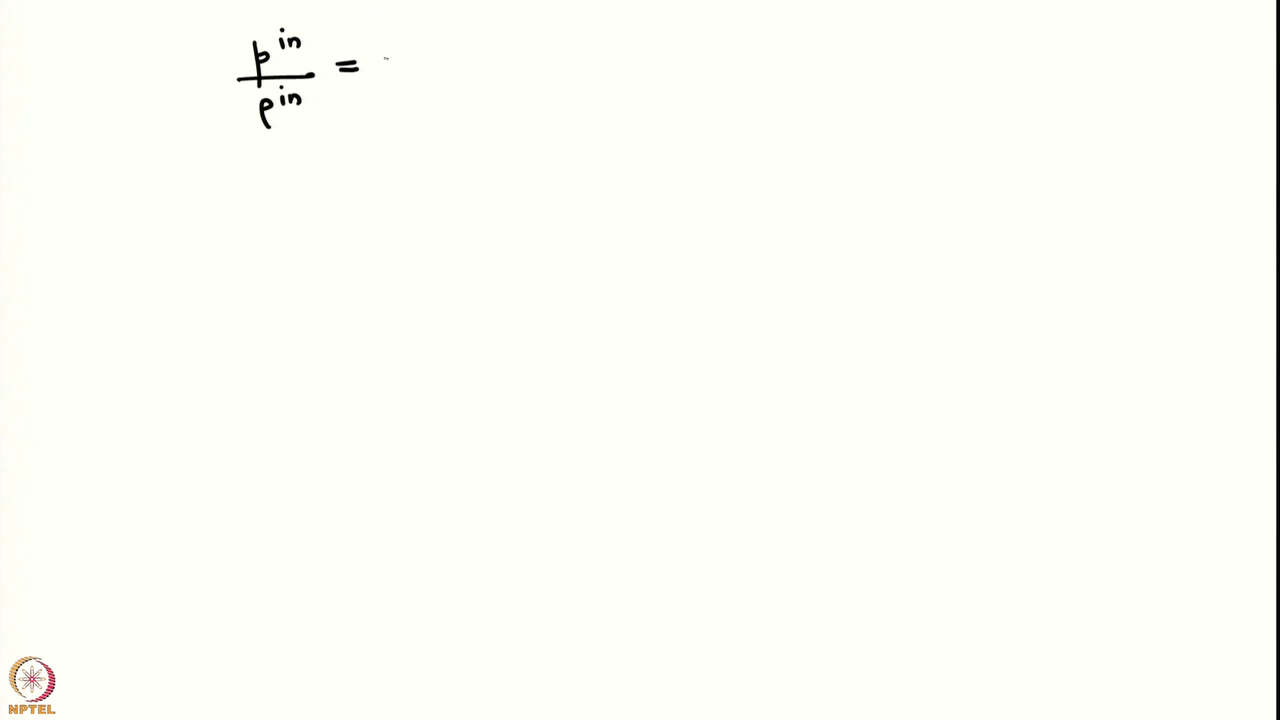 p^in
ρ^in =
NPTEL